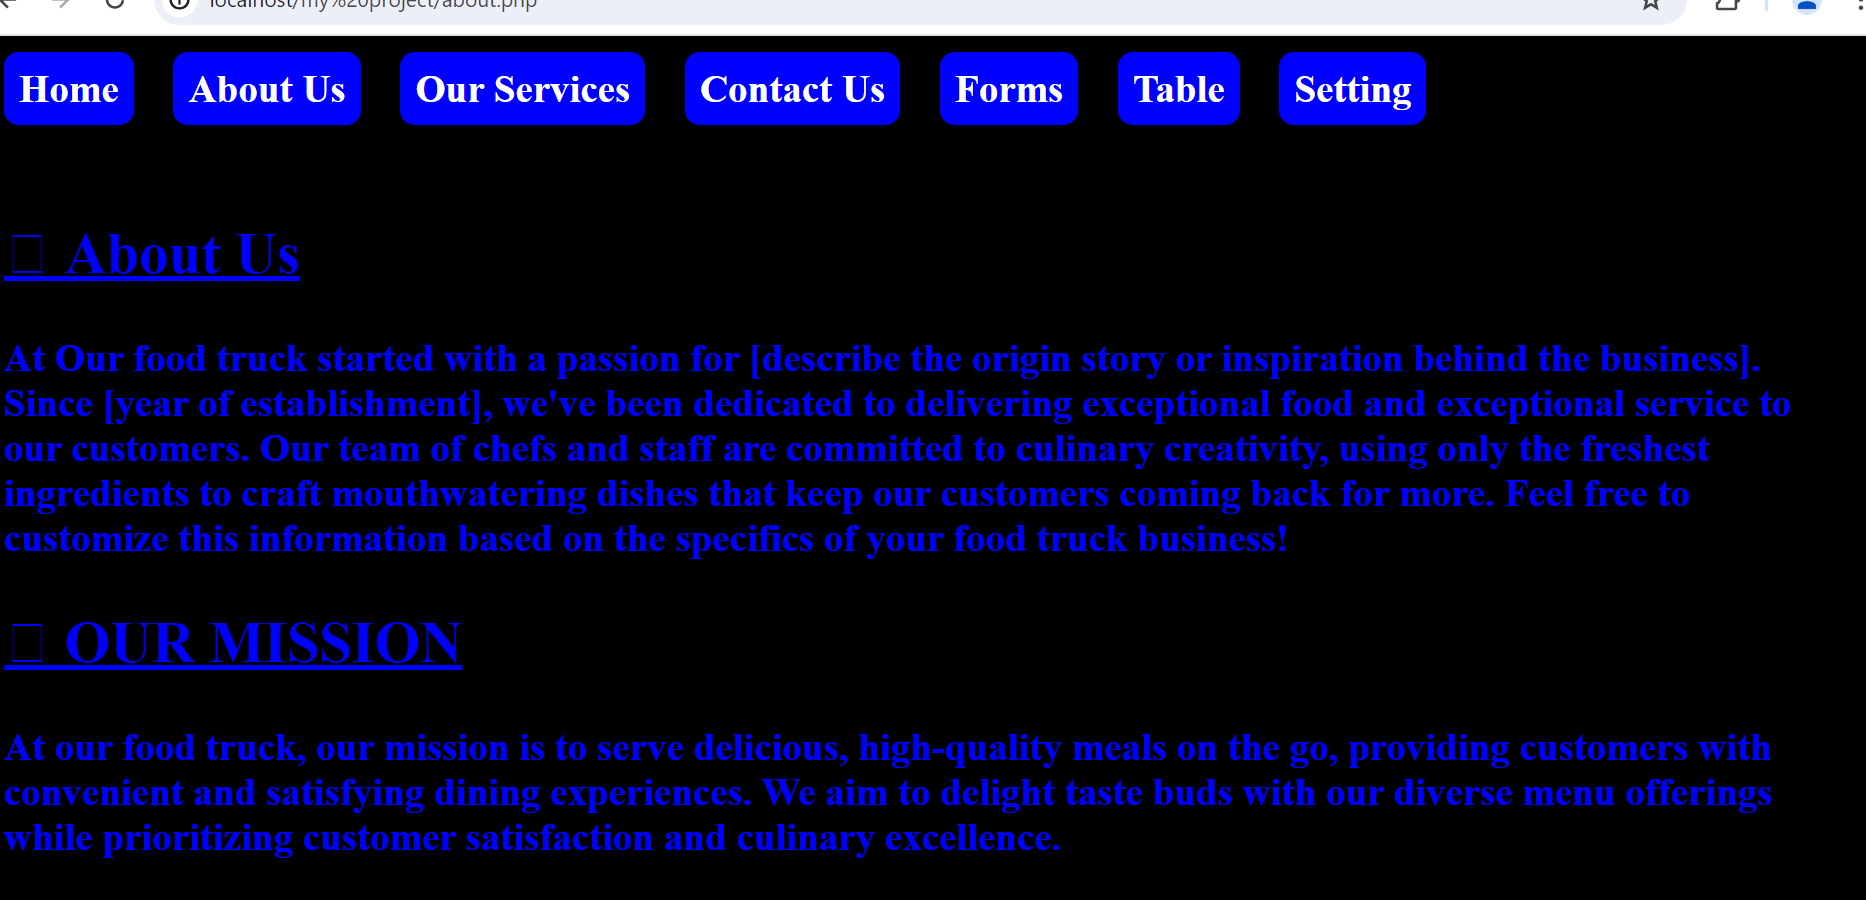 localhost/my%20project/about.php
Home About Us Our Services Contact Us Forms Table Setting
About Us
At Our food truck started with a passion for [describe the origin story or inspiration behind the business].
Since [year of establishment], we've been dedicated to delivering exceptional food and exceptional service to
our customers. Our team of chefs and staff are committed to culinary creativity, using only the freshest
ingredients to craft mouthwatering dishes that keep our customers coming back for more. Feel free to
customize this information based on the specifics of your food truck business!
OUR MISSION
At our food truck, our mission is to serve delicious, high-quality meals on the go, providing customers with
convenient and satisfying dining experiences. We aim to delight taste buds with our diverse menu offerings
while prioritizing customer satisfaction and culinary excellence.